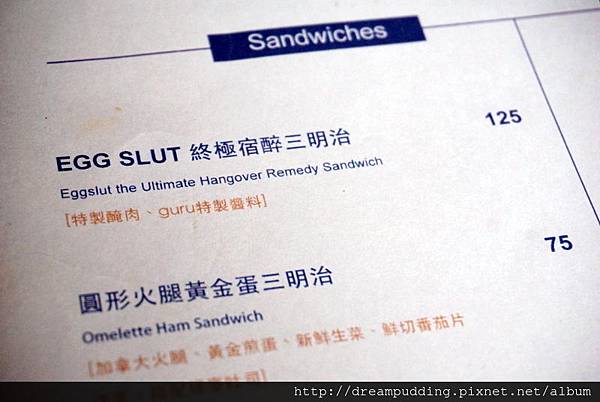 Sandwiches
EGG SLUT 終極宿醉三明治 125
Eggslut the Ultimate Hangover Remedy Sandwich
[特製醃肉、guru特製醬料]
圓形火腿黃金蛋三明治 75
Omelette Ham Sandwich
[加拿大火腿、黃金煎蛋、新鮮生菜、鮮切番茄片
http://dreampudding.pixnet.net/album